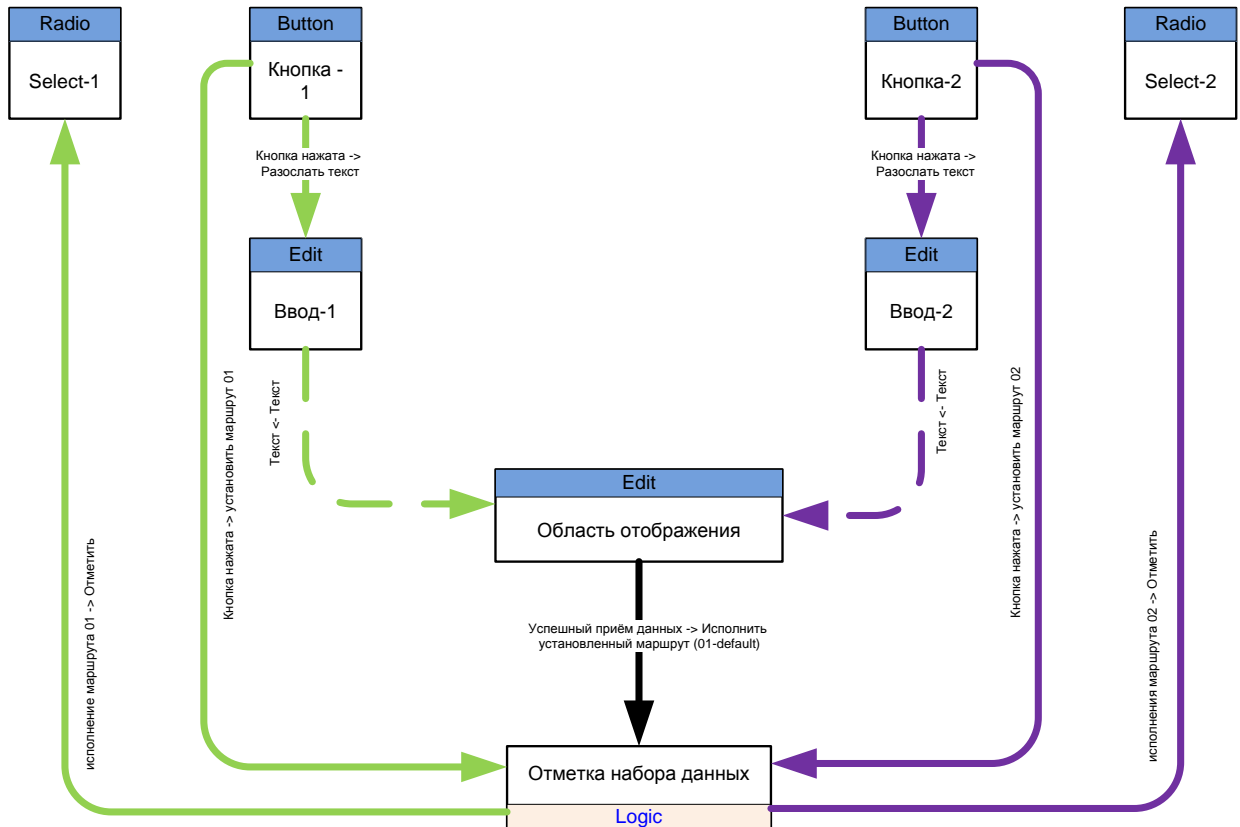 Radio
Select-1
Button
Кнопка -
1
Button
Кнопка-2
Radio
Select-2
Кнопка нажата ->
Разослать текст
Кнопка нажата ->
Разослать текст
Edit
Ввод-1
Edit
Ввод-2
Текст <- Текст
Текст <- Текст
Кнопка нажата -> установить маршрут 01
Кнопка нажата -> установить маршрут 02
Edit
Область отображения
исполнение маршрута 01 -> Отметить
исполнения маршрута 02 -> Отметить
Успешный приём данных -> Исполнить
установленный маршрут (01-default)
Отметка набора данных
Logic